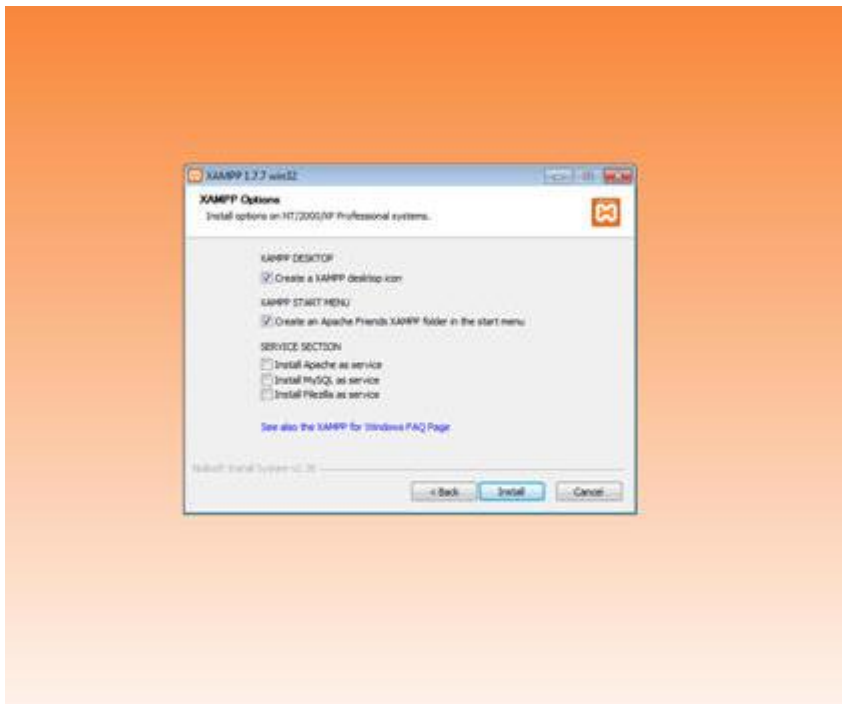 XAMPP 1.7.7 win32
XAMPP Options
Install options on NT/2000/XP Professional systems.
XAMPP DESKTOP
Create a XAMPP desktop icon
XAMPP START MENU
Create an Apache Friends XAMPP folder in the start menu
SERVICE SECTION
Install Apache as service
Install MySQL as service
Install Filezilla as service
See also the XAMPP for Windows FAQ Page
Nullsoft Install System
< Back
Install
Cancel